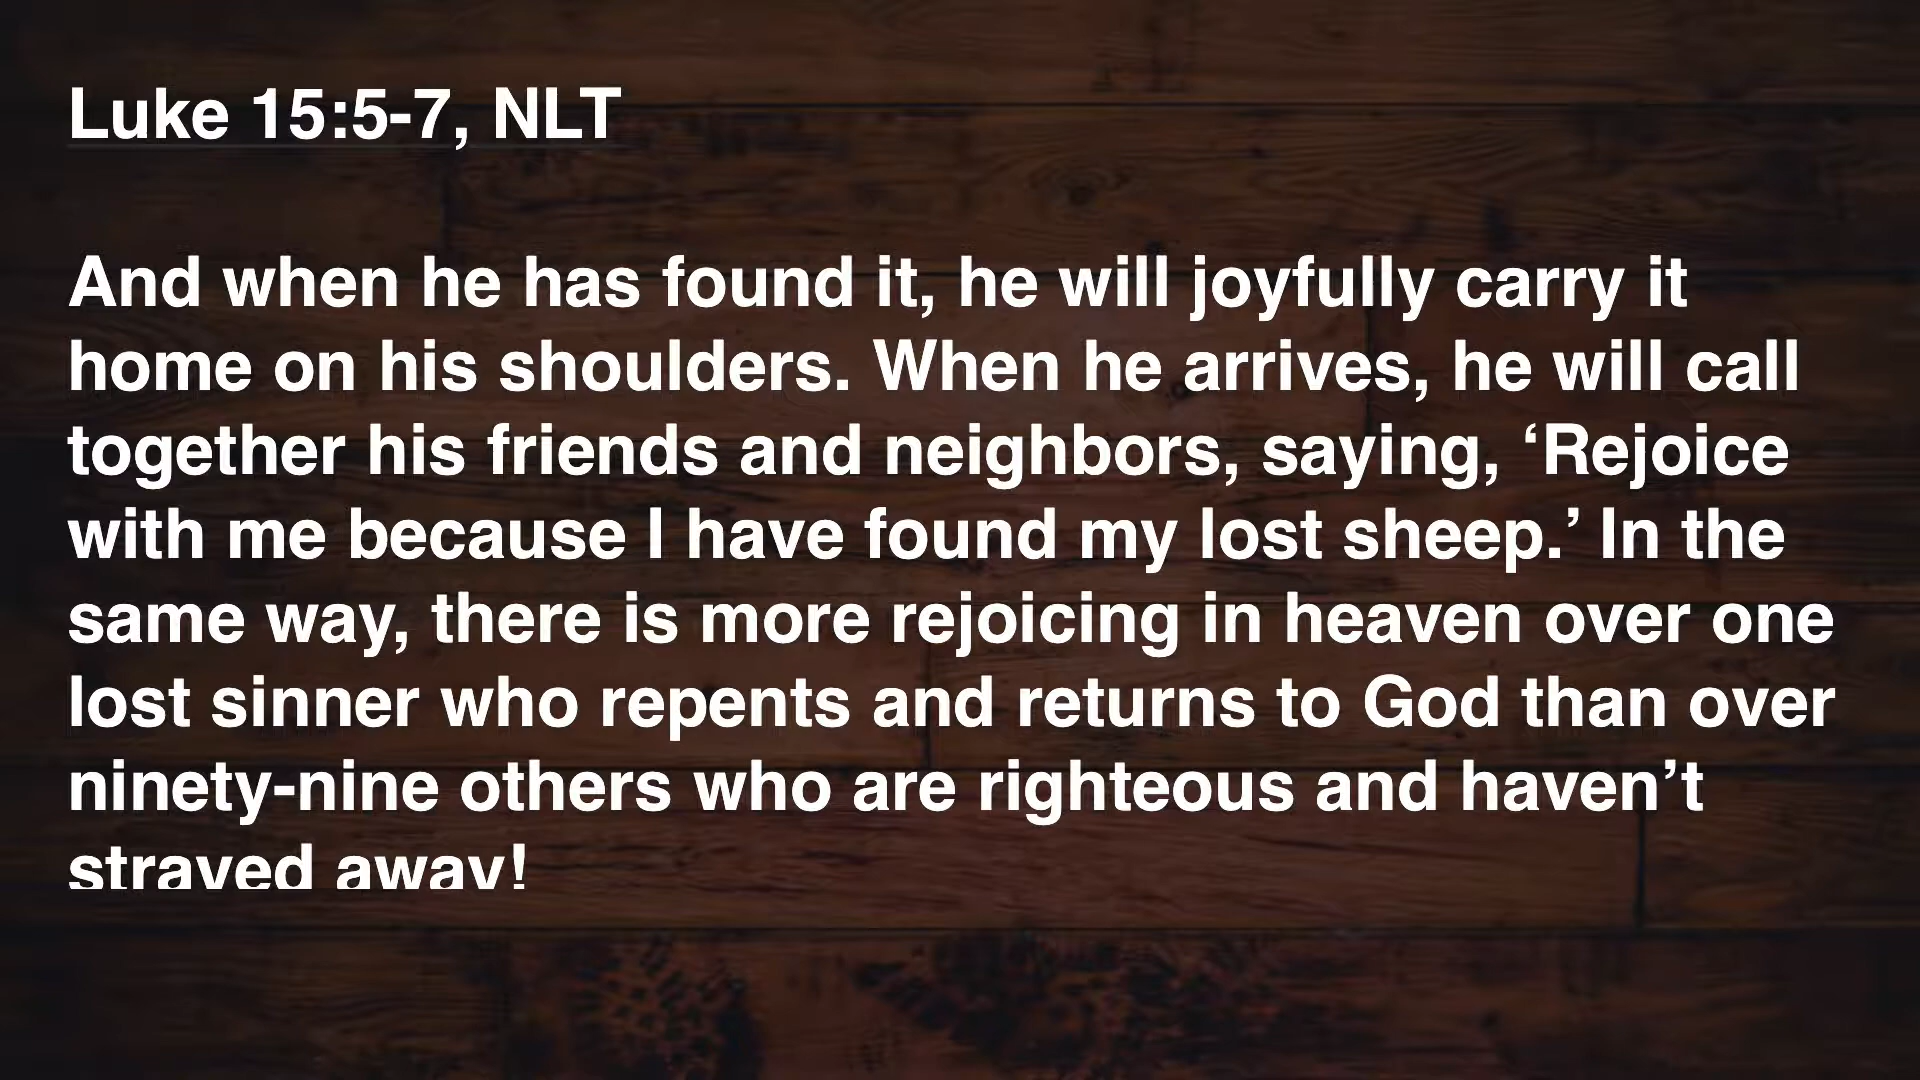 Luke 15:5-7, NLT
And when he has found it, he will joyfully carry it
home on his shoulders. When he arrives, he will call
together his friends and neighbors, saying, ‘Rejoice
with me because I have found my lost sheep.’ In the
same way, there is more rejoicing in heaven over one
lost sinner who repents and returns to God than over
ninety-nine others who are righteous and haven’t
strayed away!